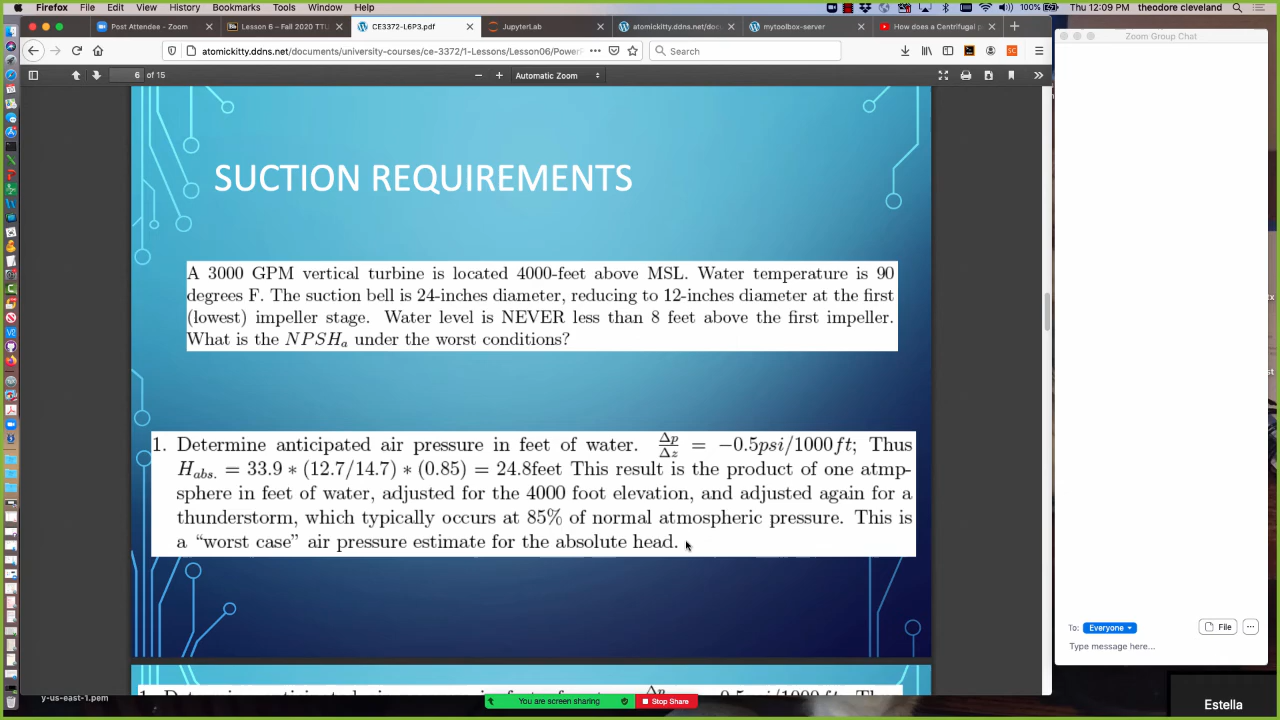 Firefox File Edit View History Bookmarks Tools Window Help 100% Thu 12:09 PM theodore cleveland
Post Attendee - Zoom
Lesson 6 – Fall 2020 TTU
CE3372-L6P3.pdf
JupyterLab
atomickitty.ddns.net/doc
mytoolbox-server
How does a Centrifugal p
atomickitty.ddns.net/documents/university-courses/ce-3372/1-Lessons/Lesson06/Power
Search
6 of 15
Automatic Zoom
SUCTION REQUIREMENTS
A 3000 GPM vertical turbine is located 4000-feet above MSL. Water temperature is 90
degrees F. The suction bell is 24-inches diameter, reducing to 12-inches diameter at the first
(lowest) impeller stage. Water level is NEVER less than 8 feet above the first impeller.
What is the NPSHa under the worst conditions?
1. Determine anticipated air pressure in feet of water. Δp/Δz = −0.5psi/1000ft; Thus
Habs. = 33.9 ∗ (12.7/14.7) ∗ (0.85) = 24.8feet This result is the product of one atmp-
sphere in feet of water, adjusted for the 4000 foot elevation, and adjusted again for a
thunderstorm, which typically occurs at 85% of normal atmospheric pressure. This is
a “worst case” air pressure estimate for the absolute head.
y-us-east-1.pem
You are screen sharing
Stop Share
Zoom Group Chat
To: Everyone
File
Type message here...
Estella